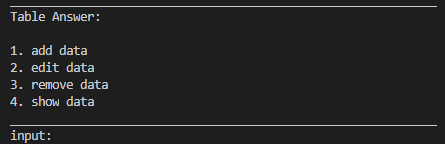 Table Answer:
1. add data
2. edit data
3. remove data
4. show data
input: